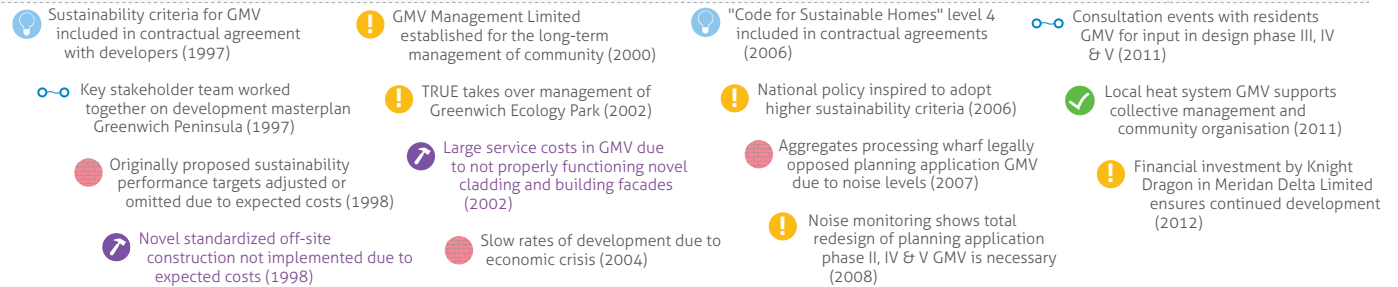 Sustainability criteria for GMV
included in contractual agreement
with developers (1997)
Key stakeholder team worked
together on development masterplan
Greenwich Peninsula (1997)
Originally proposed sustainability
performance targets adjusted or
omitted due to expected costs (1998)
Novel standardized off-site
construction not implemented due to
expected costs (1998)
GMV Management Limited
established for the long-term
management of community (2000)
TRUE takes over management of
Greenwich Ecology Park (2002)
Large service costs in GMV due
to not properly functioning novel
cladding and building facades
(2002)
Slow rates of development due to
economic crisis (2004)
"Code for Sustainable Homes" level 4
included in contractual agreements
(2006)
National policy inspired to adopt
higher sustainability criteria (2006)
Aggregates processing wharf legally
opposed planning application GMV
due to noise levels (2007)
Noise monitoring shows total
redesign of planning application
phase II, IV & V GMV is necessary
(2008)
Consultation events with residents
GMV for input in design phase III, IV
& V (2011)
Local heat system GMV supports
collective management and
community organisation (2011)
Financial investment by Knight
Dragon in Meridan Delta Limited
ensures continued development
(2012)